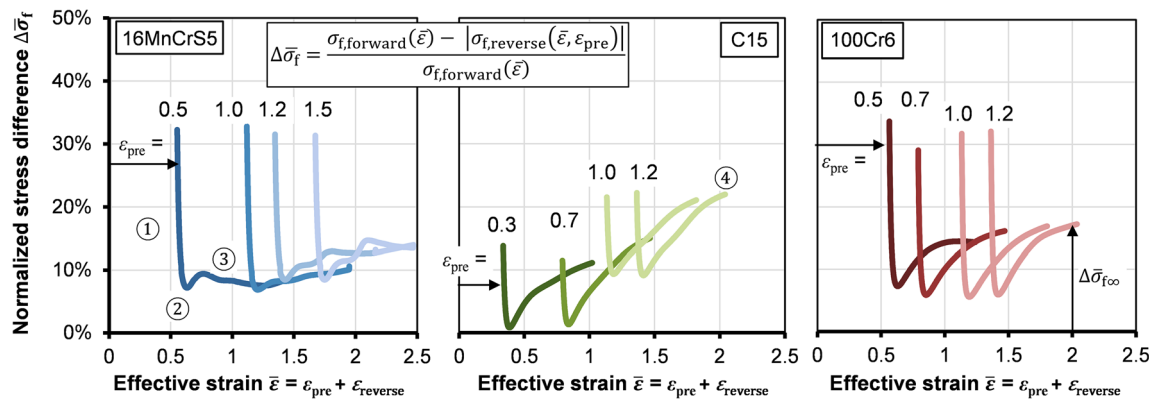 Normalized stress difference Δσ̄f
50%
40%
30%
20%
10%
0%
16MnCrS5
0.5 1.0 1.2 1.5
εpre =
①
②
③
0 0.5 1 1.5 2 2.5
Effective strain ε̄ = εpre + εreverse
Δσ̄f = (σf,forward(ε̄) − |σf,reverse(ε̄, εpre)|) / σf,forward(ε̄)
C15
0.3 0.7 1.0 1.2
④
εpre =
0 0.5 1 1.5 2 2.5
Effective strain ε̄ = εpre + εreverse
100Cr6
0.5 0.7 1.0 1.2
εpre =
Δσ̄f∞
0 0.5 1 1.5 2 2.5
Effective strain ε̄ = εpre + εreverse